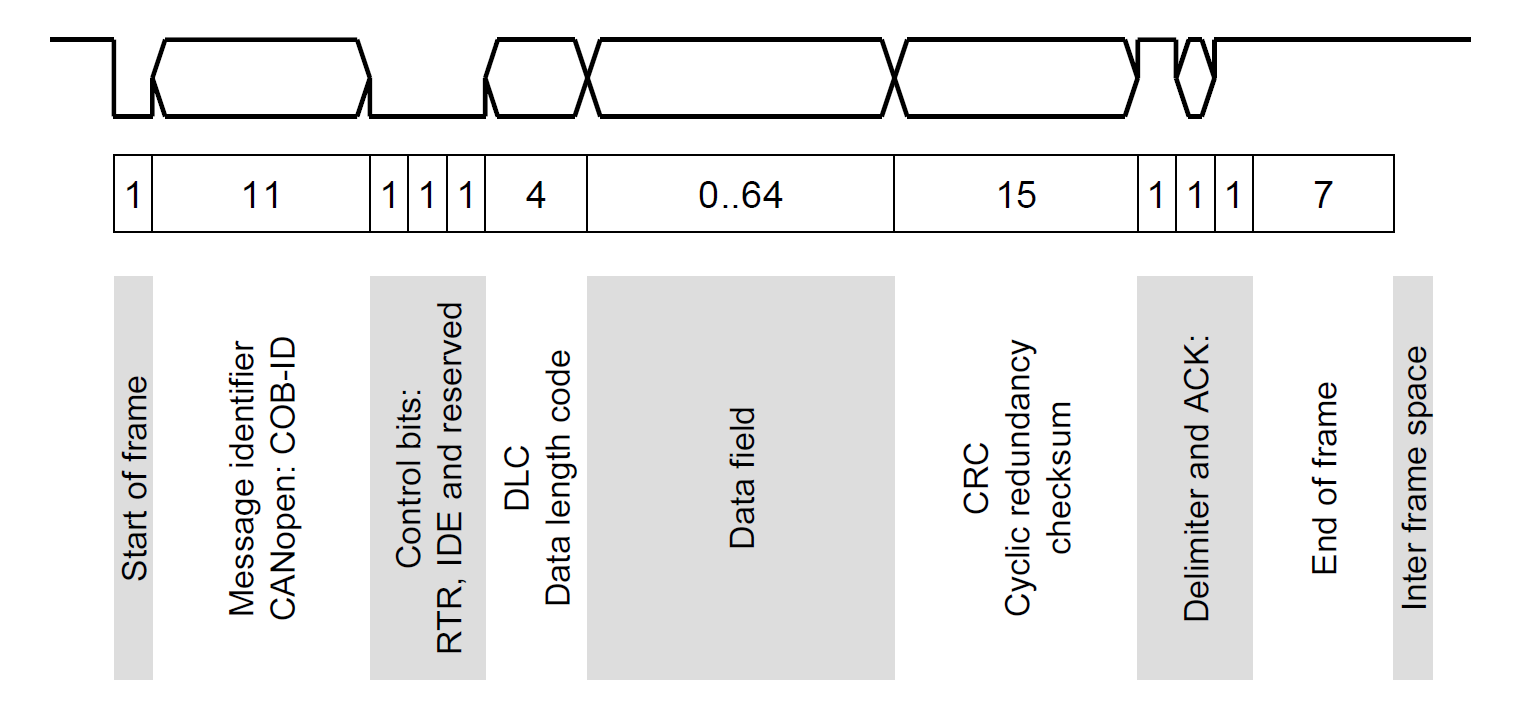 1 11 1 1 1 4 0..64 15 1 1 1 7
Start of frame
Message identifier
CANopen: COB-ID
Control bits:
RTR, IDE and reserved
DLC
Data length code
Data field
CRC
Cyclic redundancy
checksum
Delimiter and ACK:
End of frame
Inter frame space